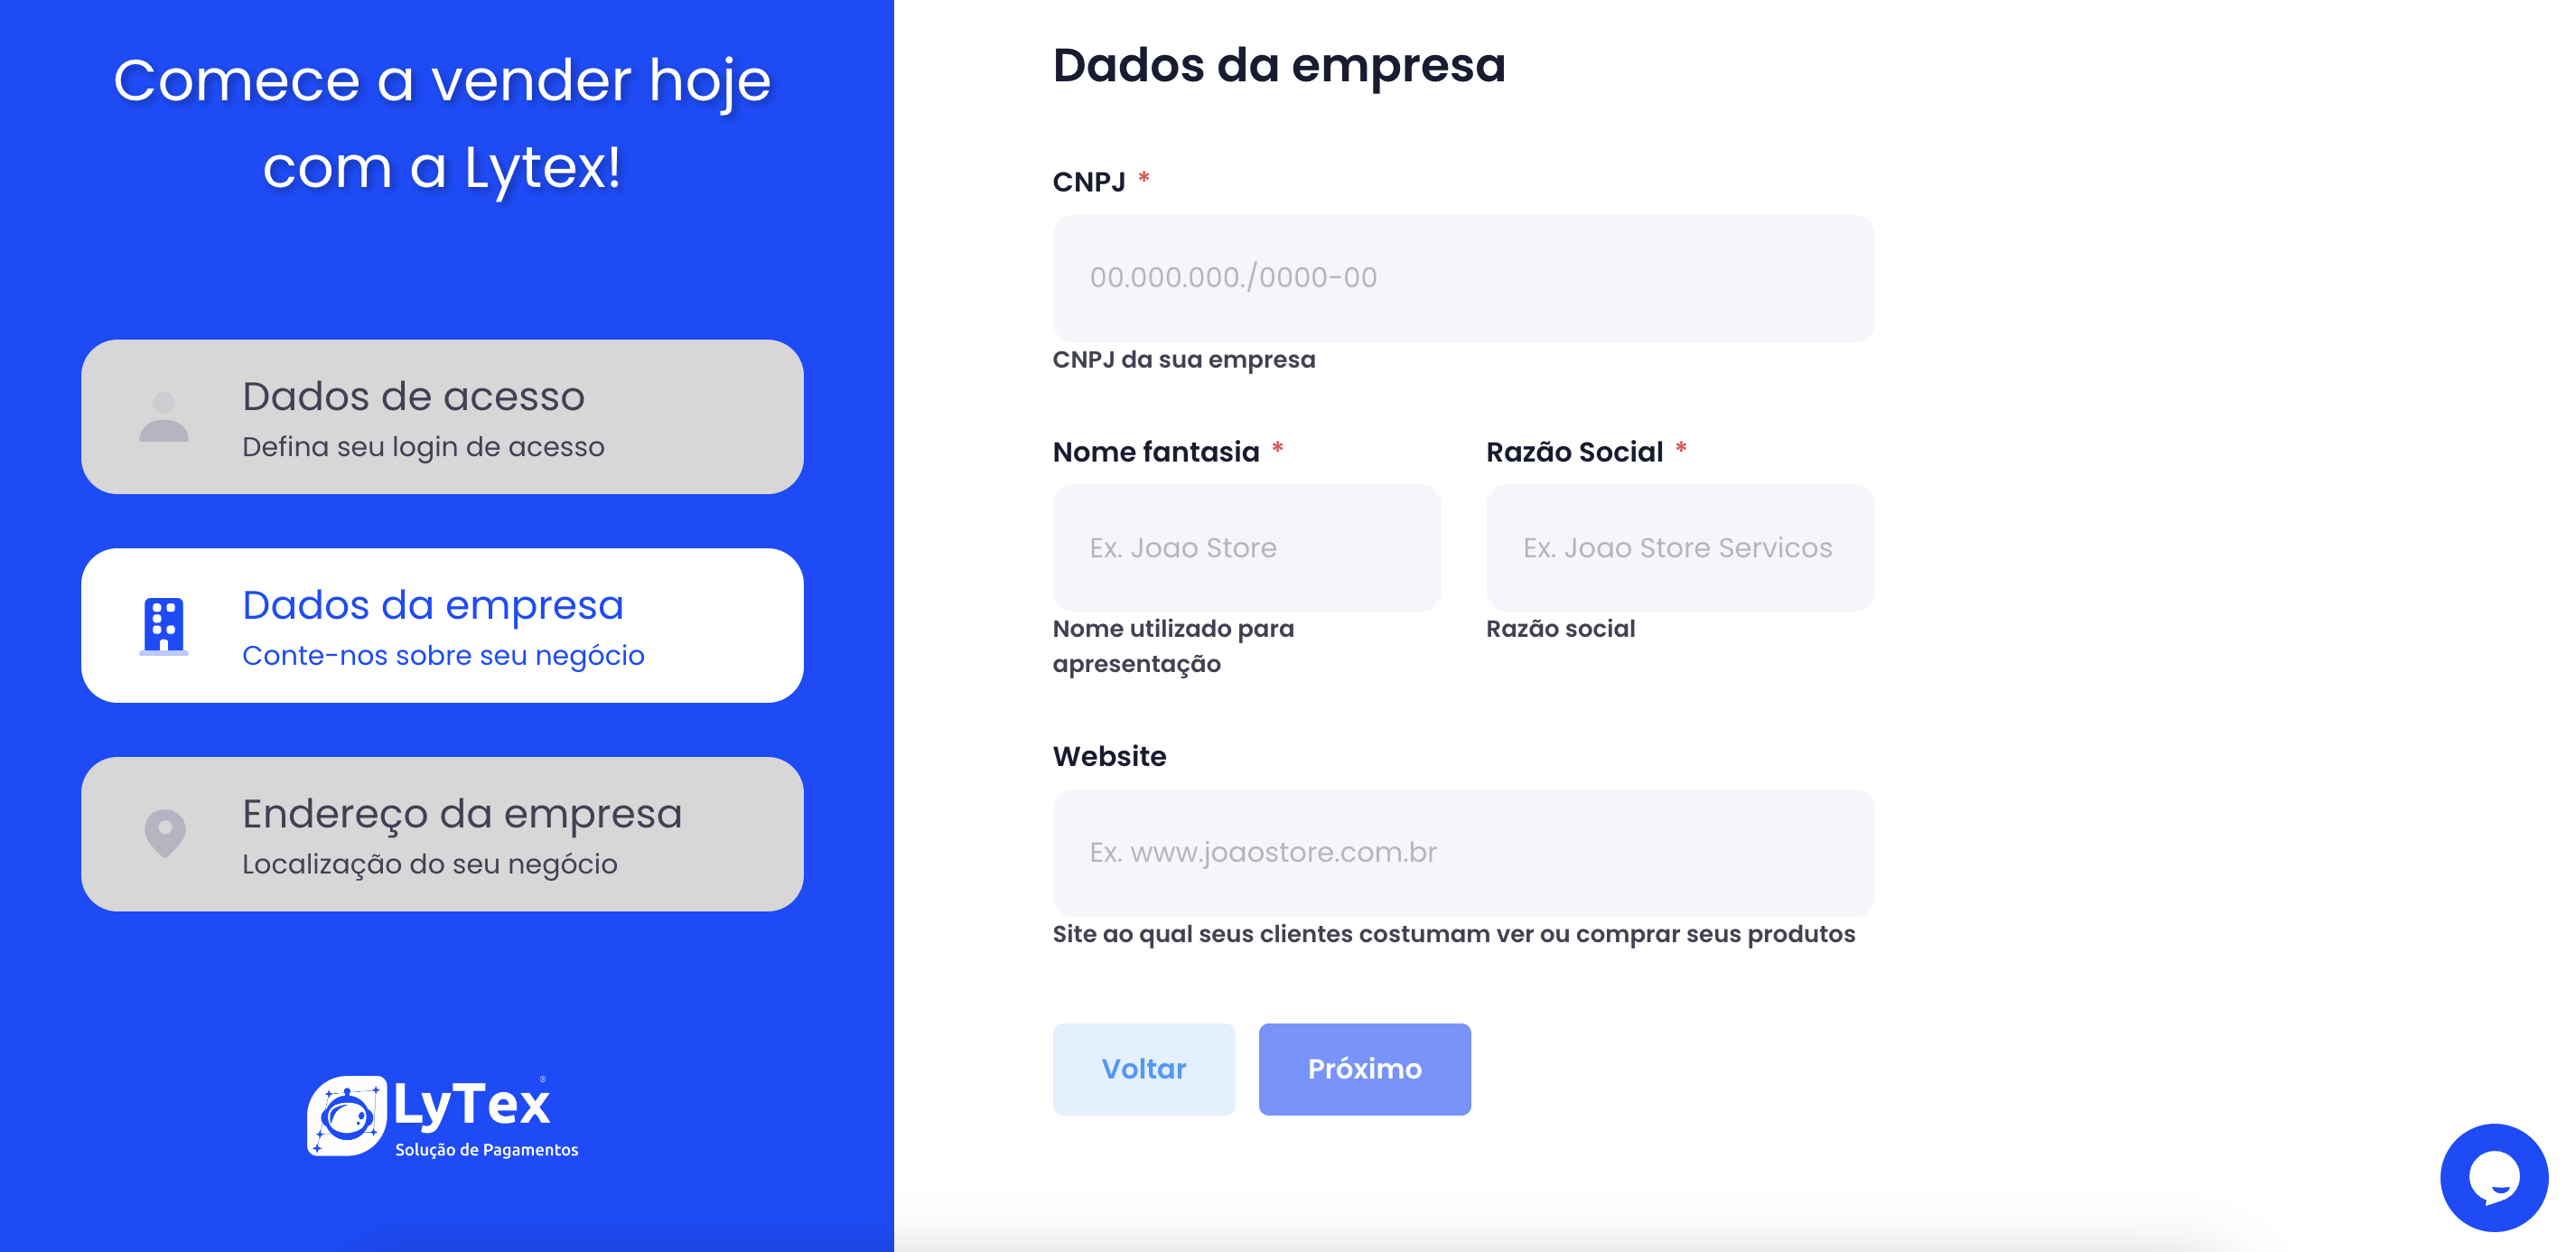 Comece a vender hoje
com a Lytex!
Dados de acesso
Defina seu login de acesso
Dados da empresa
Conte-nos sobre seu negócio
Endereço da empresa
Localização do seu negócio
LyTex®
Solução de Pagamentos
Dados da empresa
CNPJ *
00.000.000./0000-00
CNPJ da sua empresa
Nome fantasia *
Ex. Joao Store
Nome utilizado para
apresentação
Razão Social *
Ex. Joao Store Servicos
Razão social
Website
Ex. www.joaostore.com.br
Site ao qual seus clientes costumam ver ou comprar seus produtos
Voltar
Próximo